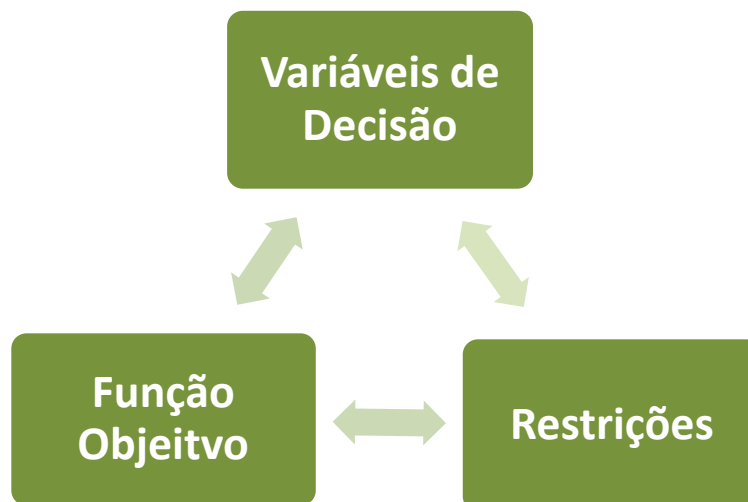 Variáveis de
Decisão
Função
Objeitvo
Restrições